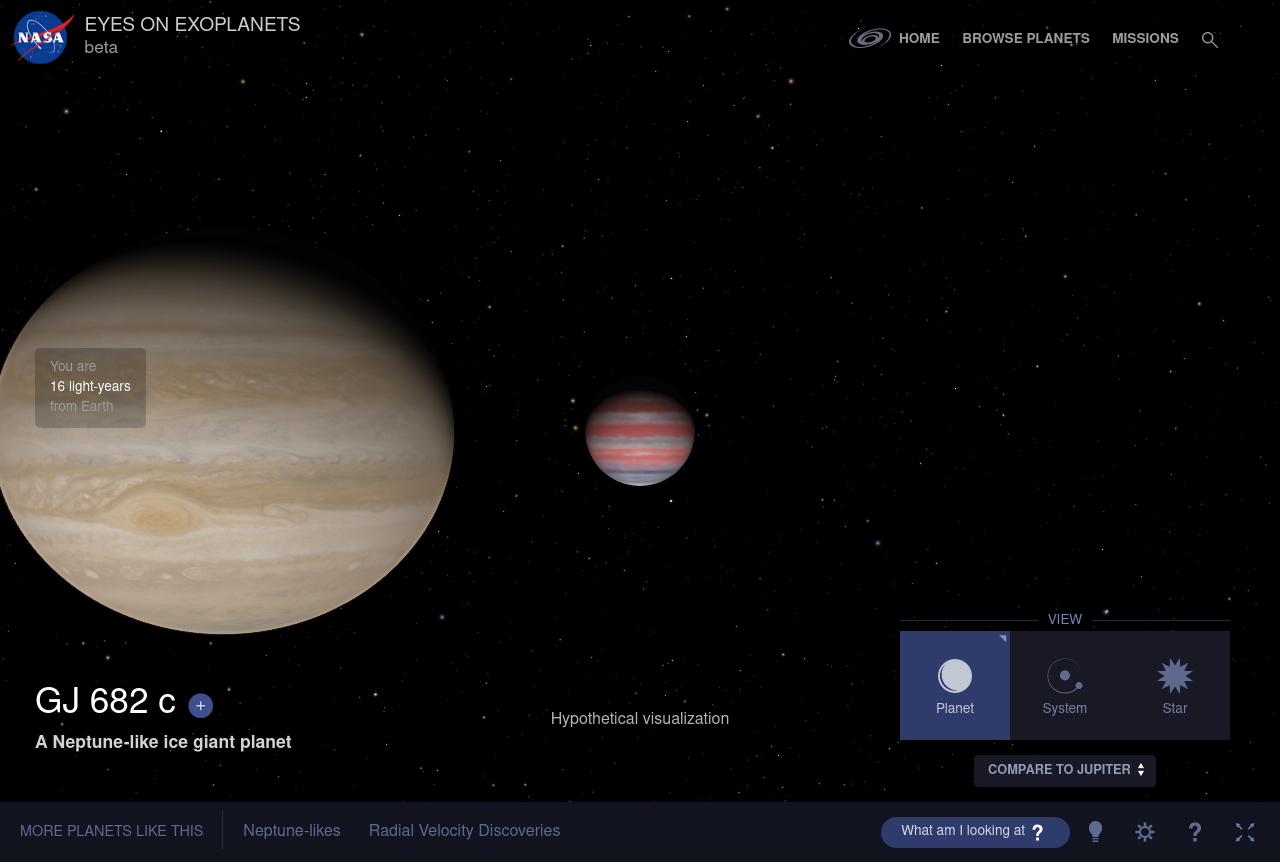 NASA
EYES ON EXOPLANETS
beta
HOME
BROWSE PLANETS
MISSIONS
You are
16 light-years
from Earth
GJ 682 c +
A Neptune-like ice giant planet
Hypothetical visualization
VIEW
Planet
System
Star
COMPARE TO JUPITER
MORE PLANETS LIKE THIS
Neptune-likes
Radial Velocity Discoveries
What am I looking at ?
?